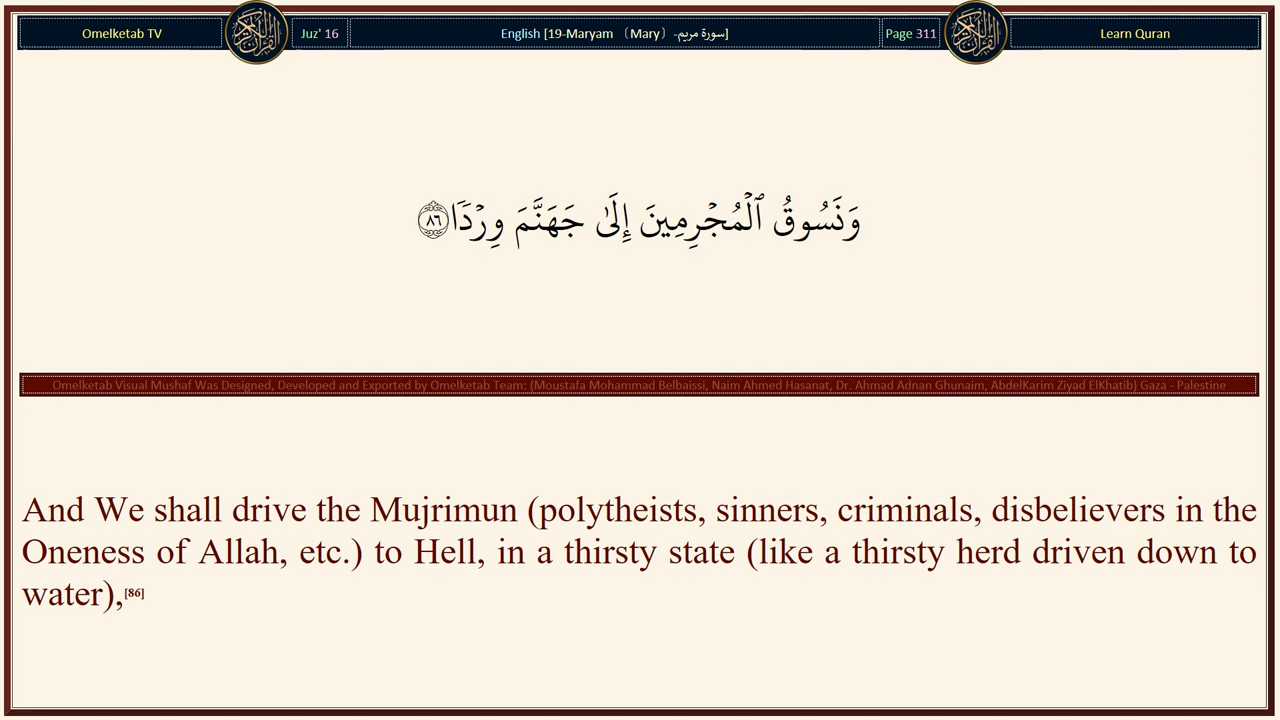 Omelketab TV
Juz' 16
English [19-Maryam （Mary） -سورة مريم]
Page 311
Learn Quran
وَنَسُوقُ ٱلۡمُجۡرِمِينَ إِلَىٰ جَهَنَّمَ وِرۡدٗا ٨٦
Omelketab Visual Mushaf Was Designed, Developed and Exported by Omelketab Team: (Moustafa Mohammad Belbaissi, Naim Ahmed Hasanat, Dr. Ahmad Adnan Ghunaim, AbdelKarim Ziyad ElKhatib) Gaza - Palestine
And We shall drive the Mujrimun (polytheists, sinners, criminals, disbelievers in the
Oneness of Allah, etc.) to Hell, in a thirsty state (like a thirsty herd driven down to
water),[86]